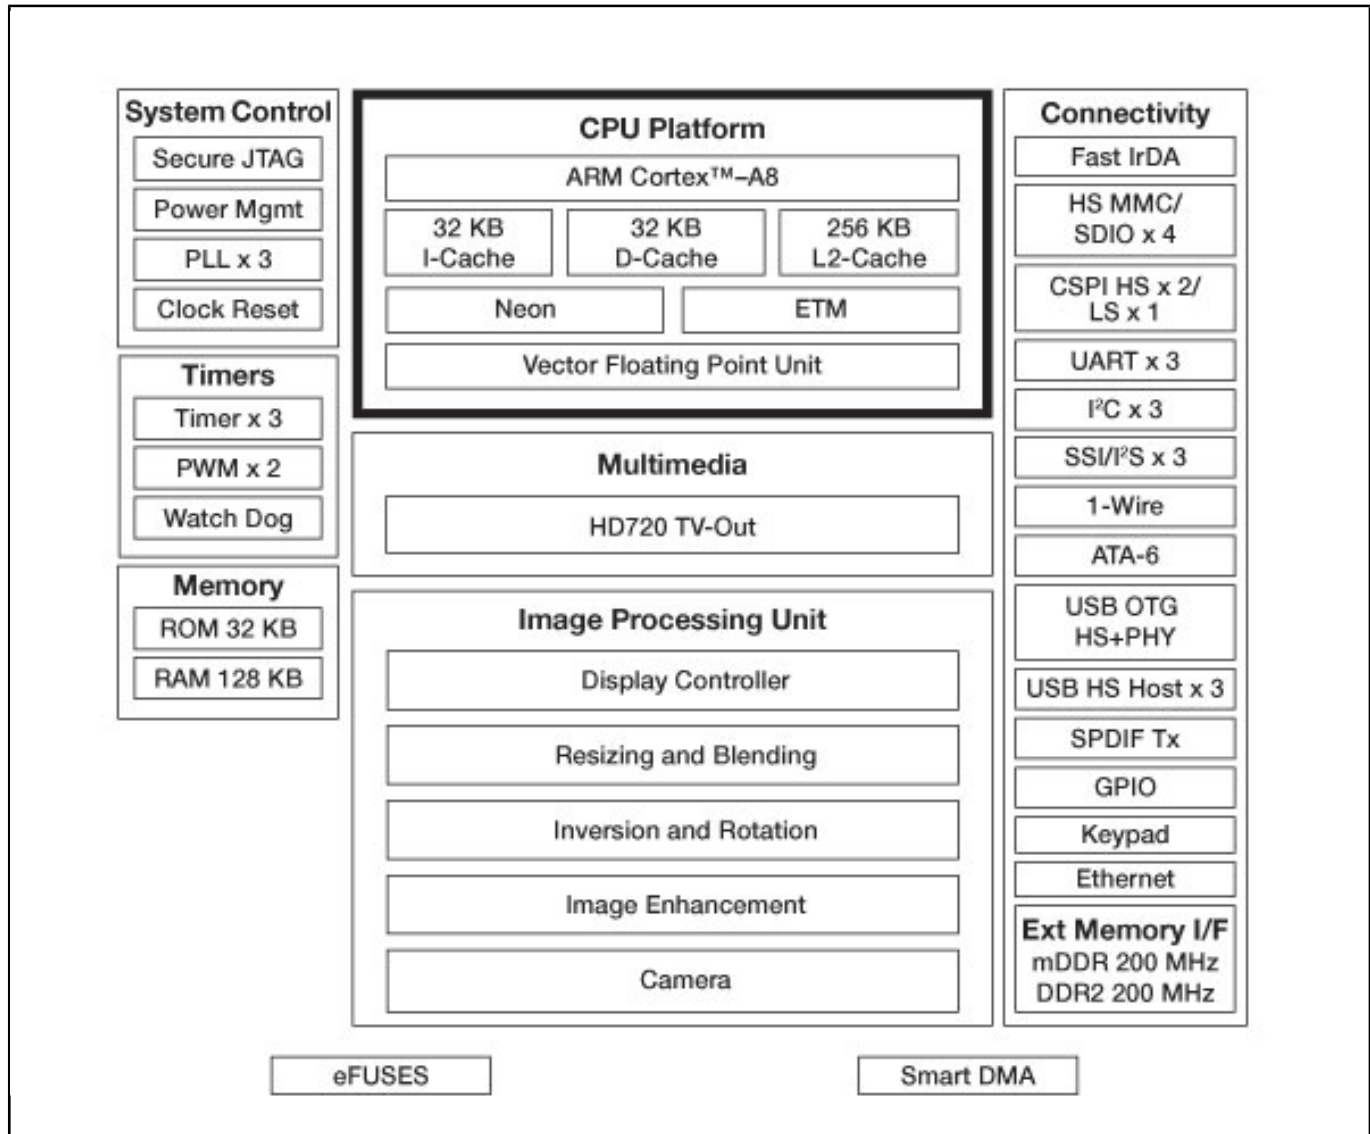 System Control
Secure JTAG
Power Mgmt
PLL x 3
Clock Reset
Timers
Timer x 3
PWM x 2
Watch Dog
Memory
ROM 32 KB
RAM 128 KB
CPU Platform
ARM Cortex™–A8
32 KB
I-Cache
32 KB
D-Cache
256 KB
L2-Cache
Neon
ETM
Vector Floating Point Unit
Multimedia
HD720 TV-Out
Image Processing Unit
Display Controller
Resizing and Blending
Inversion and Rotation
Image Enhancement
Camera
Connectivity
Fast IrDA
HS MMC/
SDIO x 4
CSPI HS x 2/
LS x 1
UART x 3
I²C x 3
SSI/I²S x 3
1-Wire
ATA-6
USB OTG
HS+PHY
USB HS Host x 3
SPDIF Tx
GPIO
Keypad
Ethernet
Ext Memory I/F
mDDR 200 MHz
DDR2 200 MHz
eFUSES
Smart DMA